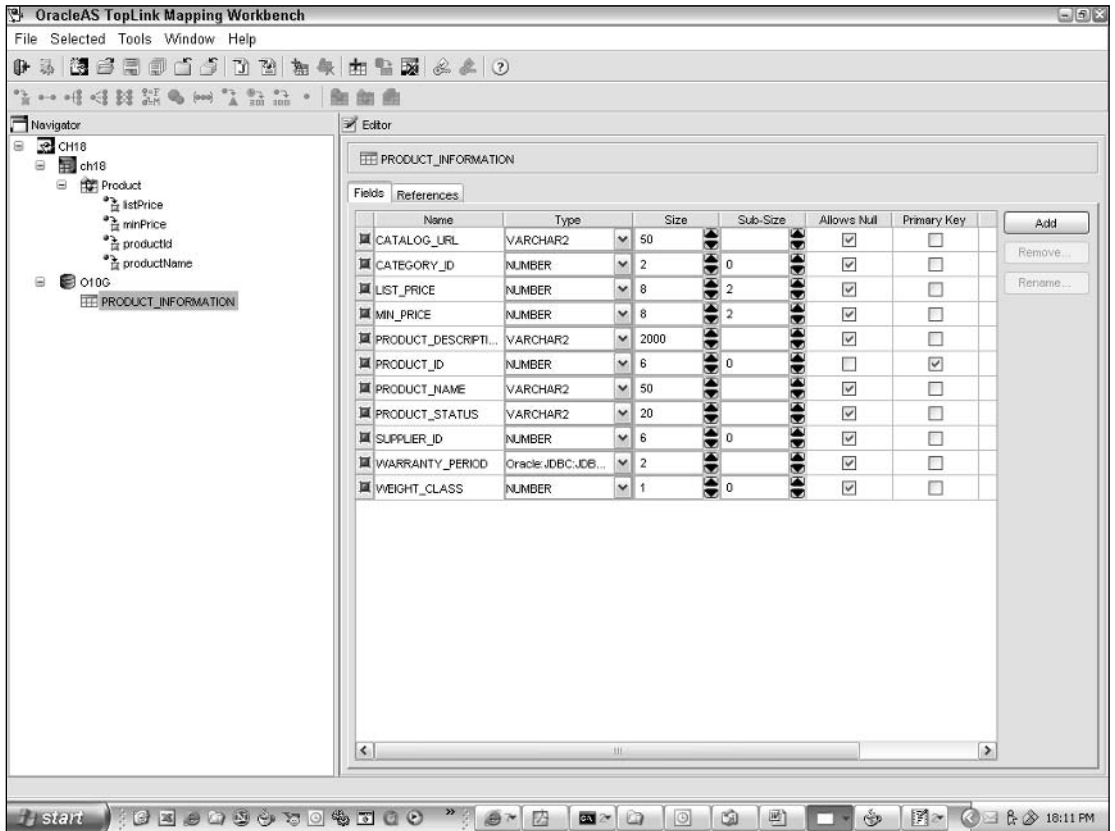 OracleAS TopLink Mapping Workbench
File Selected Tools Window Help
Navigator
CH18
ch18
Product
listPrice
minPrice
productId
productName
O10G
PRODUCT_INFORMATION
Editor
PRODUCT_INFORMATION
Fields References
Name Type Size Sub-Size Allows Null Primary Key
CATALOG_URL VARCHAR2 50
CATEGORY_ID NUMBER 2 0
LIST_PRICE NUMBER 8 2
MIN_PRICE NUMBER 8 2
PRODUCT_DESCRIPTI... VARCHAR2 2000
PRODUCT_ID NUMBER 6 0
PRODUCT_NAME VARCHAR2 50
PRODUCT_STATUS VARCHAR2 20
SUPPLIER_ID NUMBER 6 0
WARRANTY_PERIOD Oracle:JDBC:JDB... 2
WEIGHT_CLASS NUMBER 1 0
Add
Remove...
Rename...
start
18:11 PM